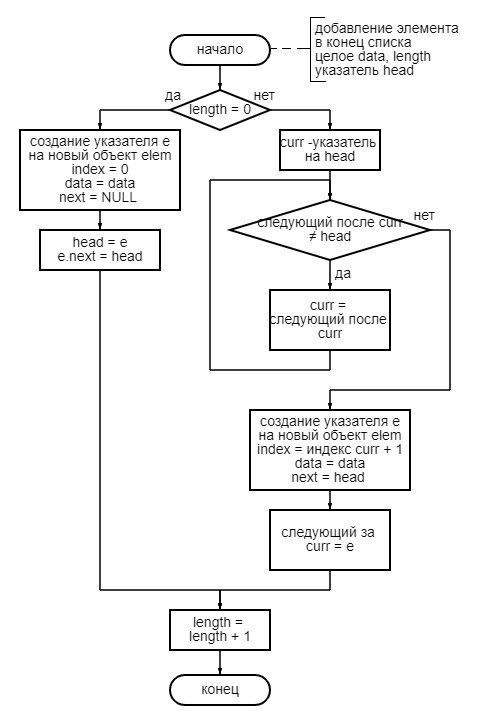 начало
добавление элемента
в конец списка
целое data, length
указатель head
да
нет
length = 0
создание указателя e
на новый объект elem
index = 0
data = data
next = NULL
curr -указатель
на head
head = e
e.next = head
следующий после curr
≠ head
нет
да
curr =
следующий после
curr
создание указателя e
на новый объект elem
index = индекс curr + 1
data = data
next = head
следующий за
curr = e
length =
length + 1
конец